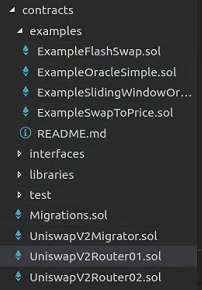 contracts
examples
ExampleFlashSwap.sol
ExampleOracleSimple.sol
ExampleSlidingWindowOr...
ExampleSwapToPrice.sol
README.md
interfaces
libraries
test
Migrations.sol
UniswapV2Migrator.sol
UniswapV2Router01.sol
UniswapV2Router02.sol